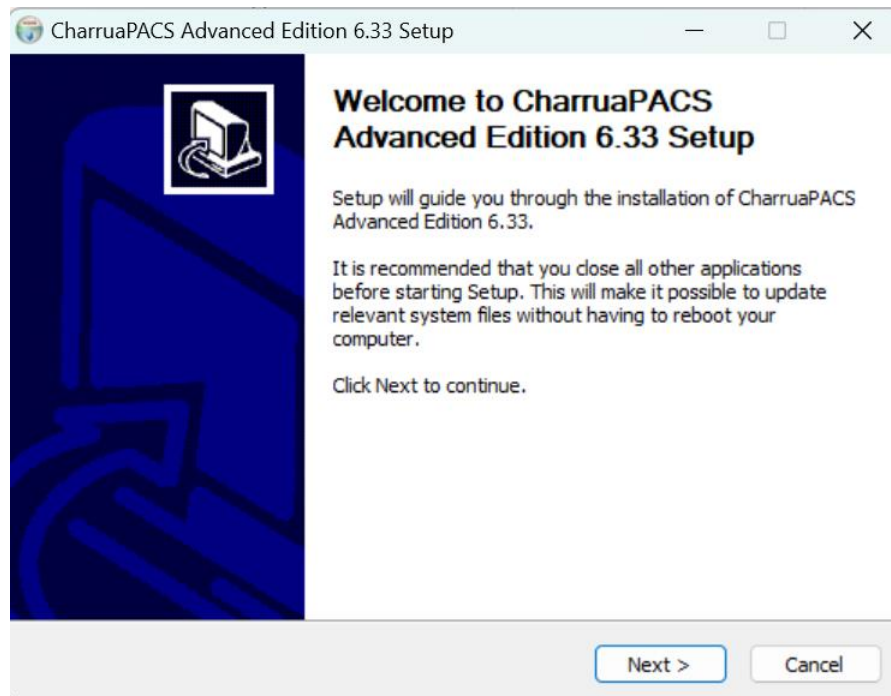 CharruaPACS Advanced Edition 6.33 Setup
Welcome to CharruaPACS
Advanced Edition 6.33 Setup
Setup will guide you through the installation of CharruaPACS
Advanced Edition 6.33.
It is recommended that you close all other applications
before starting Setup. This will make it possible to update
relevant system files without having to reboot your
computer.
Click Next to continue.
Next >
Cancel